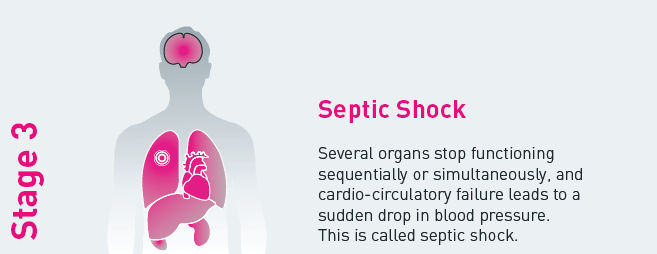 Stage 3
Septic Shock
Several organs stop functioning
sequentially or simultaneously, and
cardio-circulatory failure leads to a
sudden drop in blood pressure.
This is called septic shock.